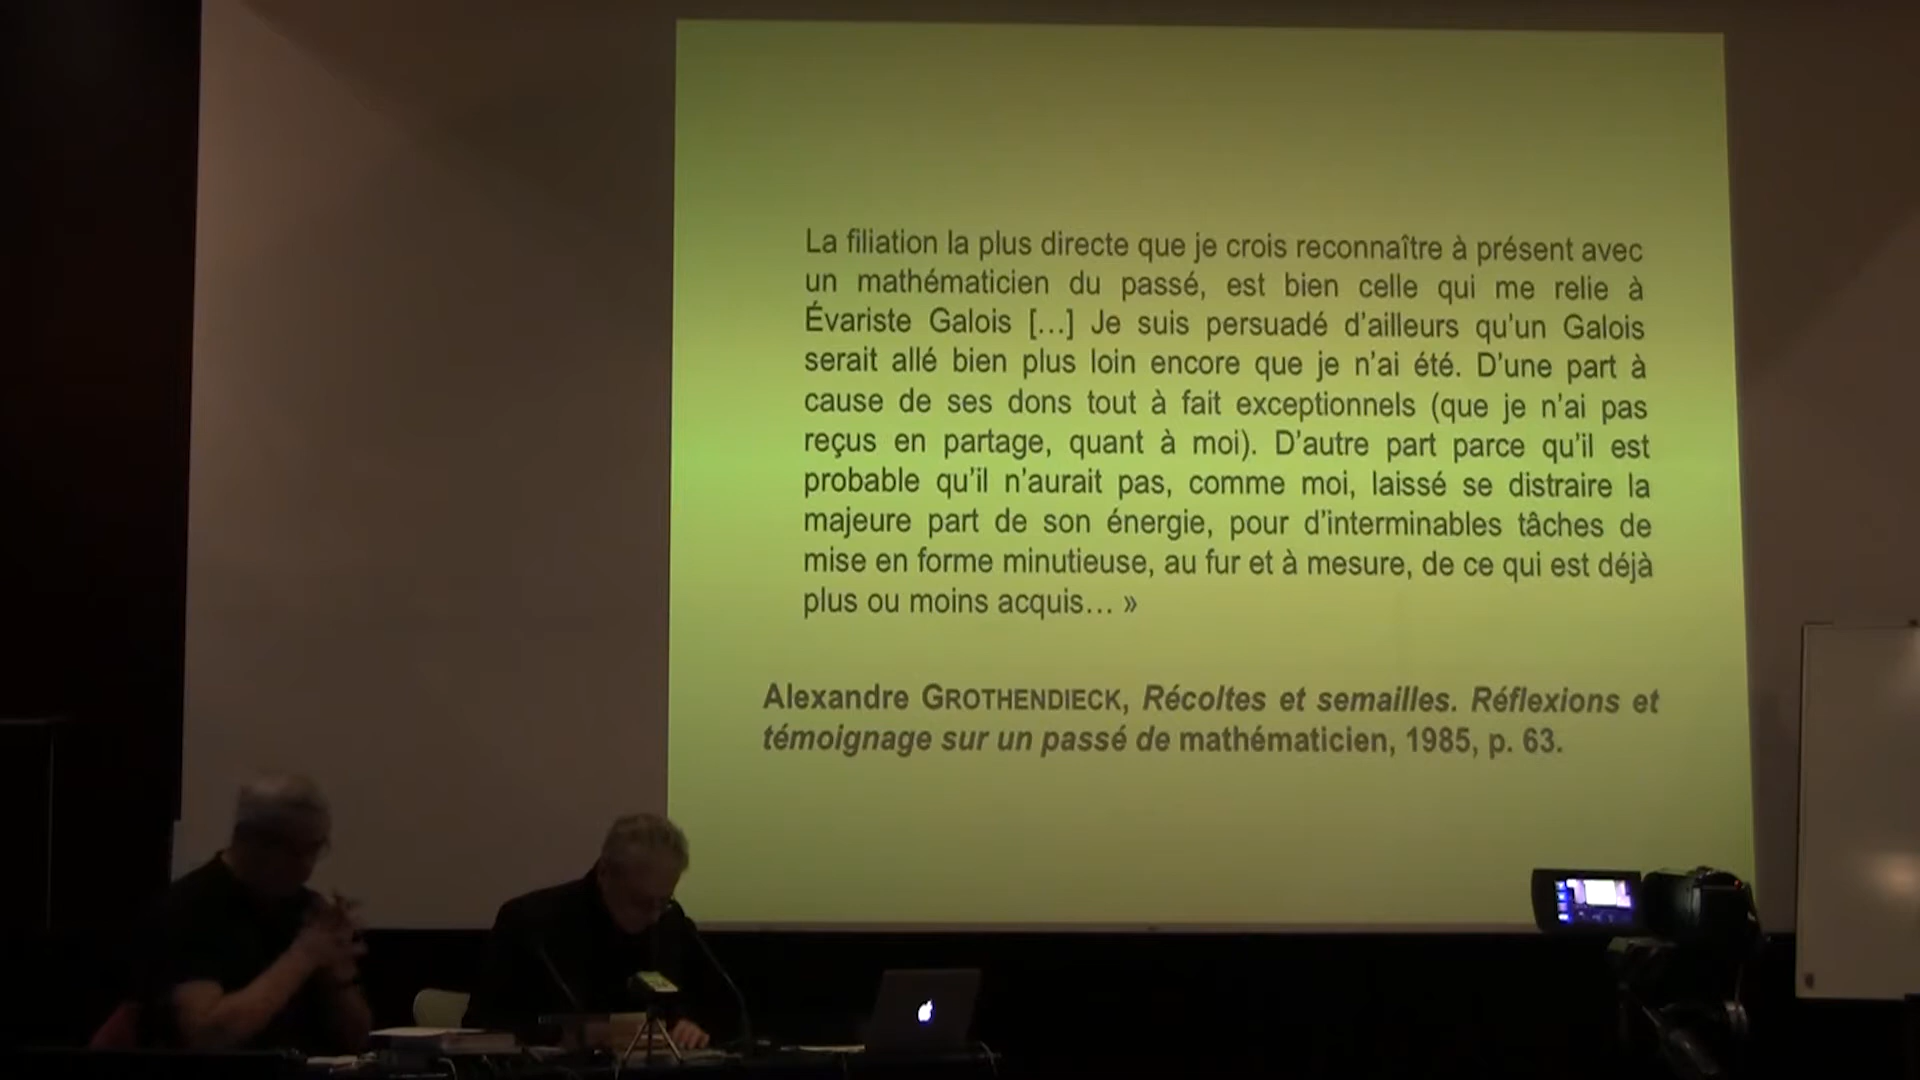 La filiation la plus directe que je crois reconnaître à présent avec
un mathématicien du passé, est bien celle qui me relie à
Évariste Galois [...] Je suis persuadé d'ailleurs qu'un Galois
serait allé bien plus loin encore que je n'ai été. D'une part à
cause de ses dons tout à fait exceptionnels (que je n'ai pas
reçus en partage, quant à moi). D'autre part parce qu'il est
probable qu'il n'aurait pas, comme moi, laissé se distraire la
majeure part de son énergie, pour d'interminables tâches de
mise en forme minutieuse, au fur et à mesure, de ce qui est déjà
plus ou moins acquis... »
Alexandre GROTHENDIECK, Récoltes et semailles. Réflexions et
témoignage sur un passé de mathématicien, 1985, p. 63.